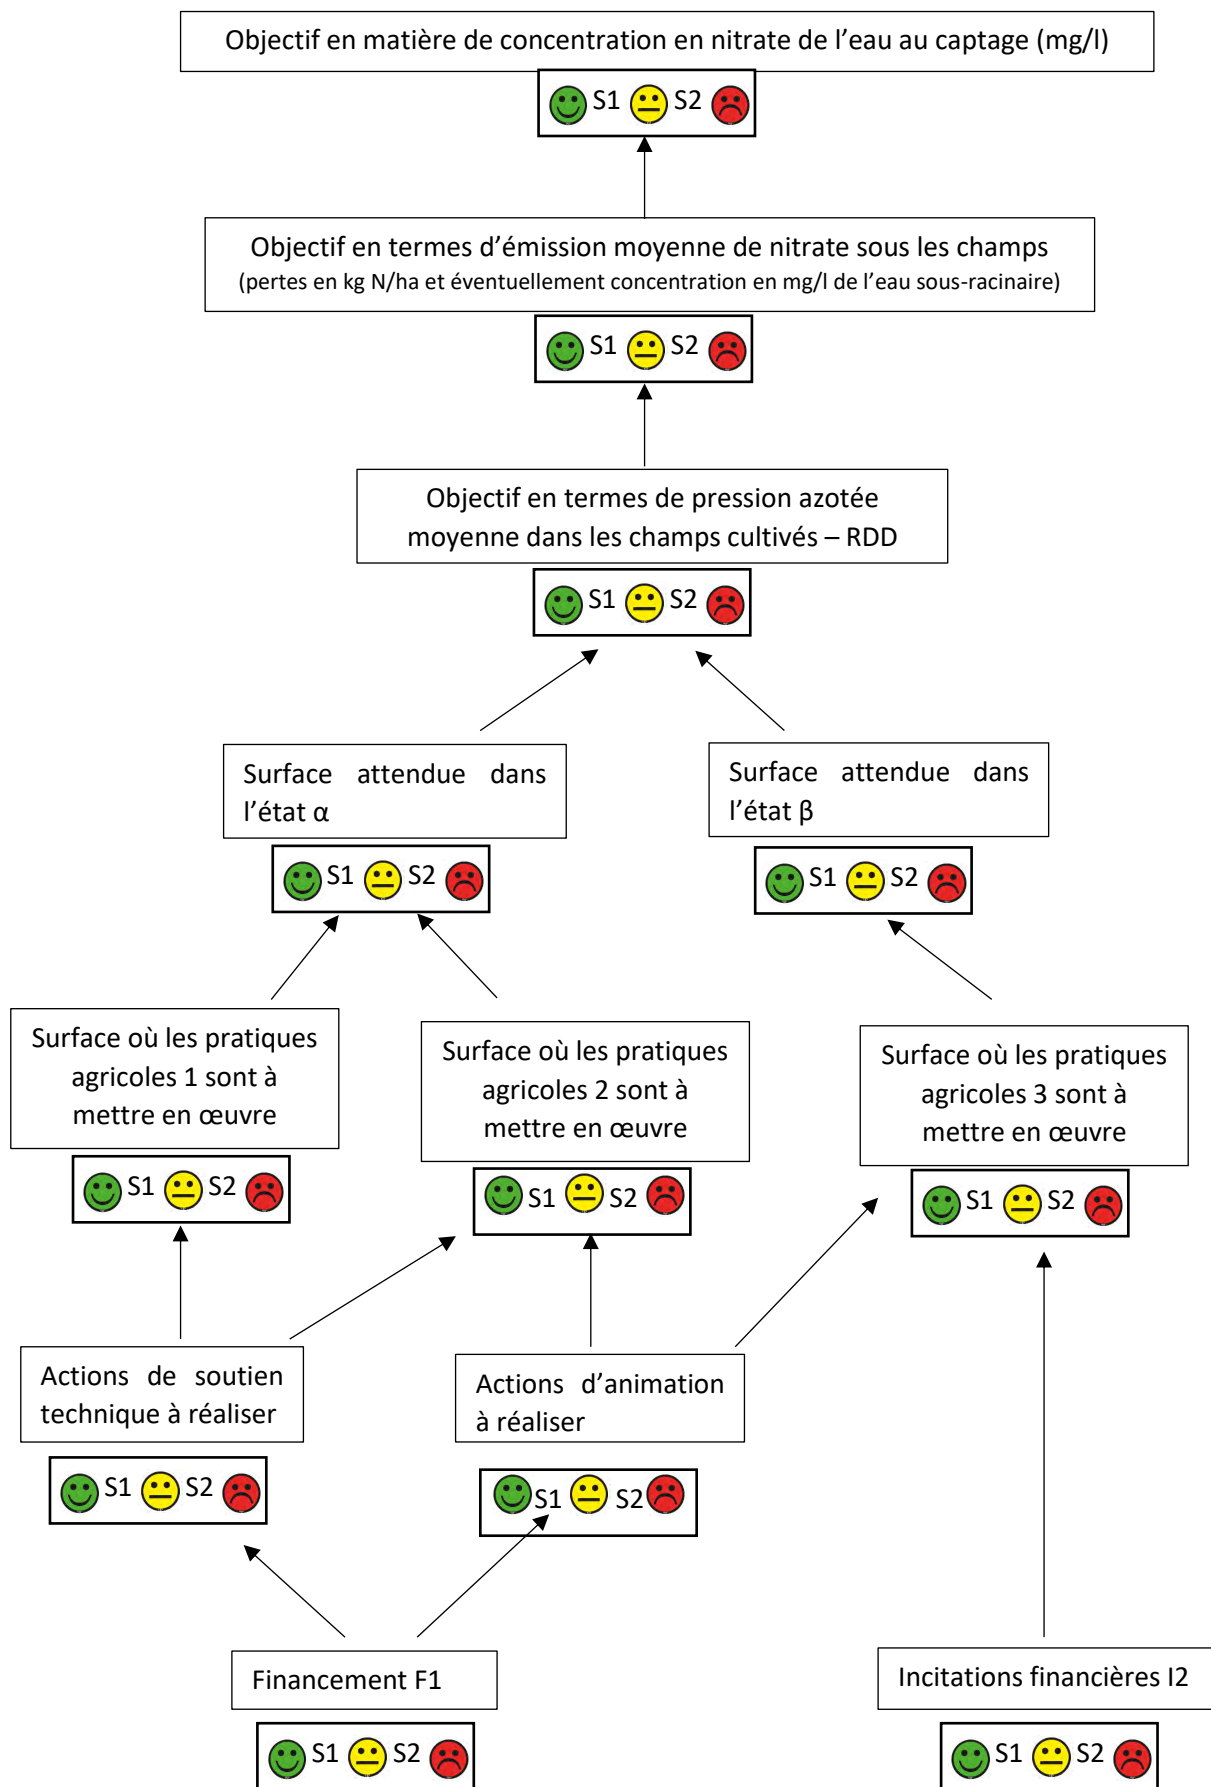 Objectif en matière de concentration en nitrate de l’eau au captage (mg/l)
S1 S2
Objectif en termes d’émission moyenne de nitrate sous les champs
(pertes en kg N/ha et éventuellement concentration en mg/l de l’eau sous-racinaire)
S1 S2
Objectif en termes de pression azotée
moyenne dans les champs cultivés – RDD
S1 S2
Surface attendue dans
l’état α
S1 S2
Surface attendue dans
l’état β
S1 S2
Surface où les pratiques
agricoles 1 sont à
mettre en œuvre
S1 S2
Surface où les pratiques
agricoles 2 sont à
mettre en œuvre
S1 S2
Surface où les pratiques
agricoles 3 sont à
mettre en œuvre
S1 S2
Actions de soutien
technique à réaliser
S1 S2
Actions d’animation
à réaliser
S1 S2
Financement F1
S1 S2
Incitations financières I2
S1 S2